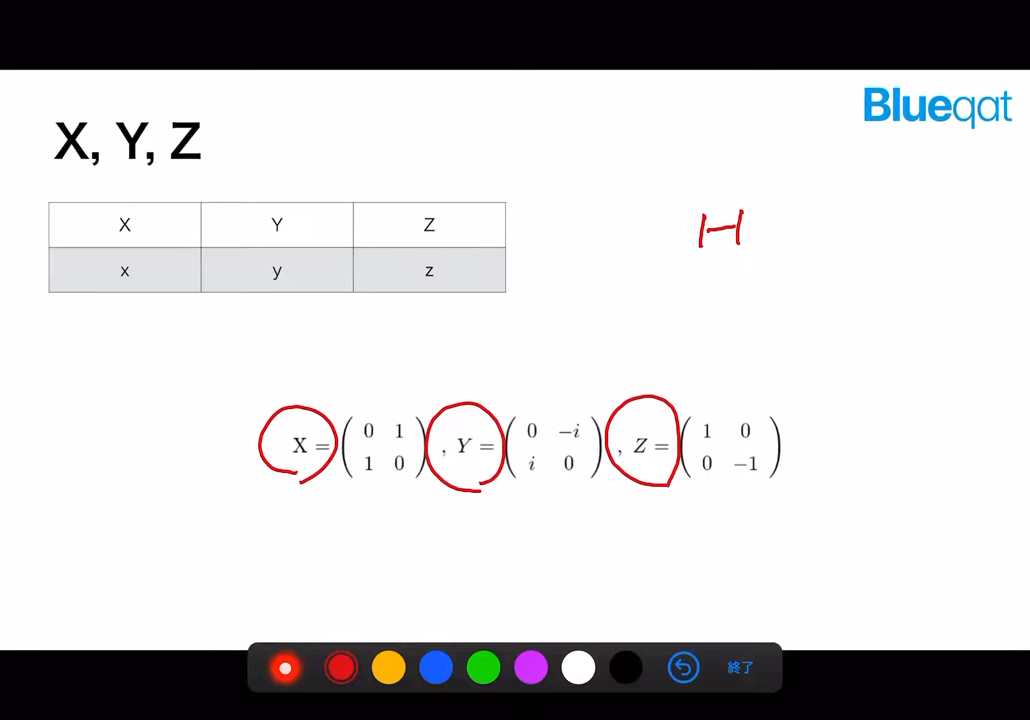 Blueqat
X, Y, Z
X Y Z
x y z
H
X = ( 0 1 ) , Y = ( 0 −i ) , Z = ( 1 0 )
( 1 0 ) ( i 0 ) ( 0 −1 )
終了